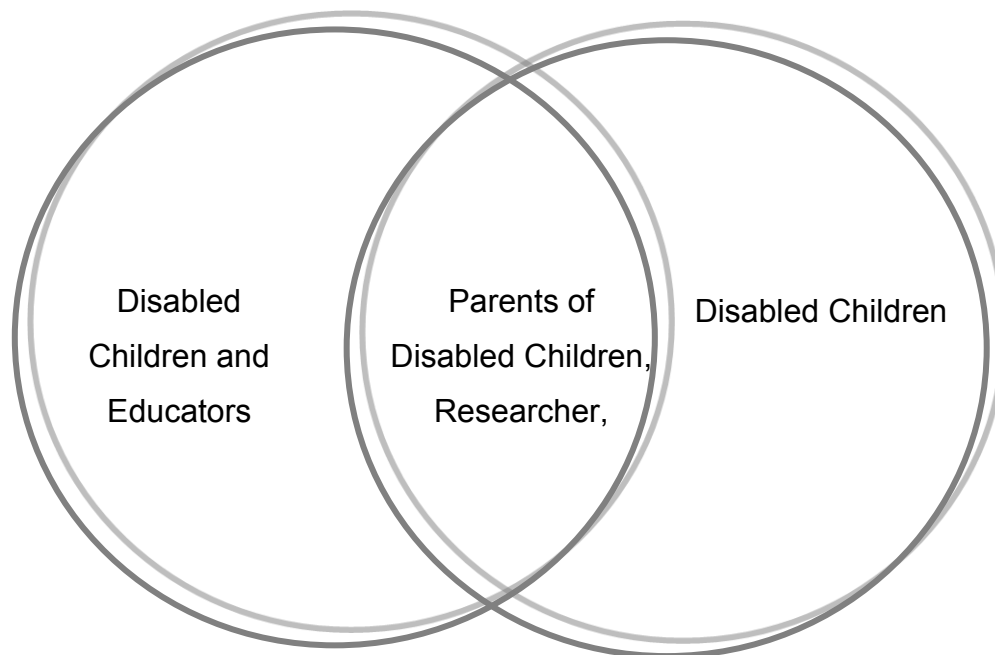 Disabled
Children and
Educators
Parents of
Disabled Children,
Researcher,
Disabled Children